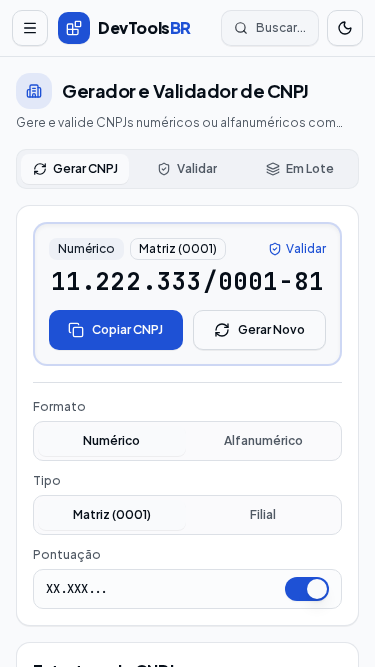 DevToolsBR
Buscar...
Gerador e Validador de CNPJ
Gere e valide CNPJs numéricos ou alfanuméricos com...
Gerar CNPJ
Validar
Em Lote
Numérico
Matriz (0001)
Validar
11.222.333/0001-81
Copiar CNPJ
Gerar Novo
Formato
Numérico
Alfanumérico
Tipo
Matriz (0001)
Filial
Pontuação
XX.XXX...